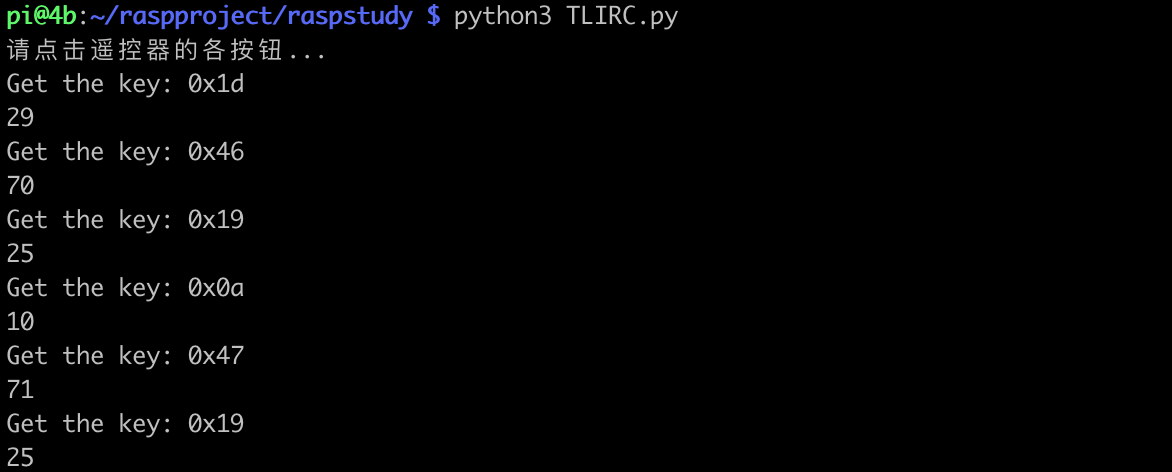 pi@4b:~/raspproject/raspstudy $ python3 TLIRC.py
请点击遥控器的各按钮...
Get the key: 0x1d
29
Get the key: 0x46
70
Get the key: 0x19
25
Get the key: 0x0a
10
Get the key: 0x47
71
Get the key: 0x19
25